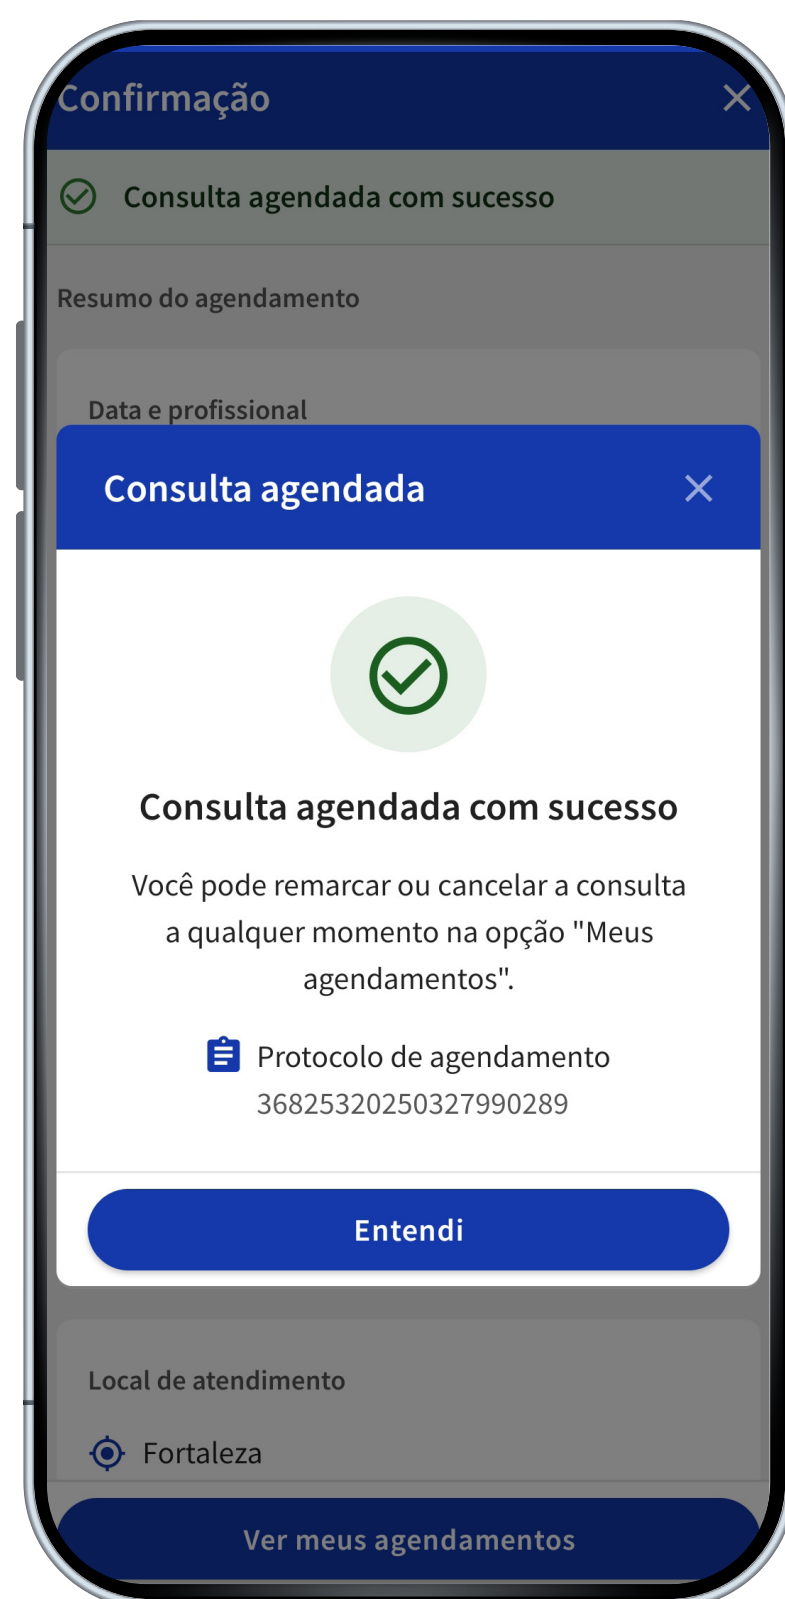 Confirmação
Consulta agendada com sucesso
Resumo do agendamento
Data e profissional
Consulta agendada
Consulta agendada com sucesso
Você pode remarcar ou cancelar a consulta
a qualquer momento na opção "Meus
agendamentos".
Protocolo de agendamento
36825320250327990289
Entendi
Local de atendimento
Fortaleza
Ver meus agendamentos